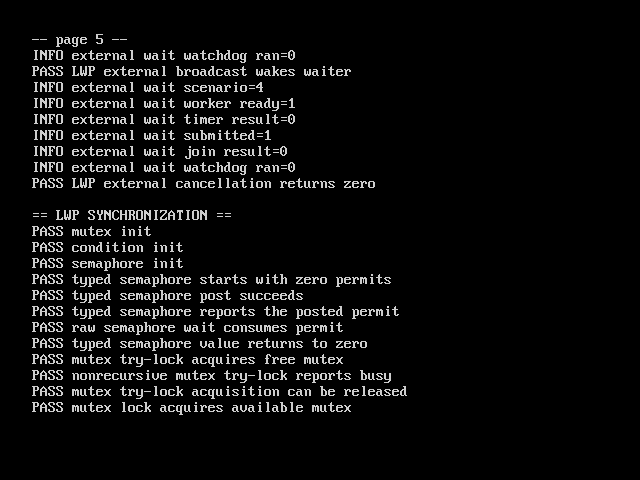 -- page 5 --
INFO external wait watchdog ran=0
PASS LWP external broadcast wakes waiter
INFO external wait scenario=4
INFO external wait worker ready=1
INFO external wait timer result=0
INFO external wait submitted=1
INFO external wait join result=0
INFO external wait watchdog ran=0
PASS LWP external cancellation returns zero
== LWP SYNCHRONIZATION ==
PASS mutex init
PASS condition init
PASS semaphore init
PASS typed semaphore starts with zero permits
PASS typed semaphore post succeeds
PASS typed semaphore reports the posted permit
PASS raw semaphore wait consumes permit
PASS typed semaphore value returns to zero
PASS mutex try-lock acquires free mutex
PASS nonrecursive mutex try-lock reports busy
PASS mutex try-lock acquisition can be released
PASS mutex lock acquires available mutex